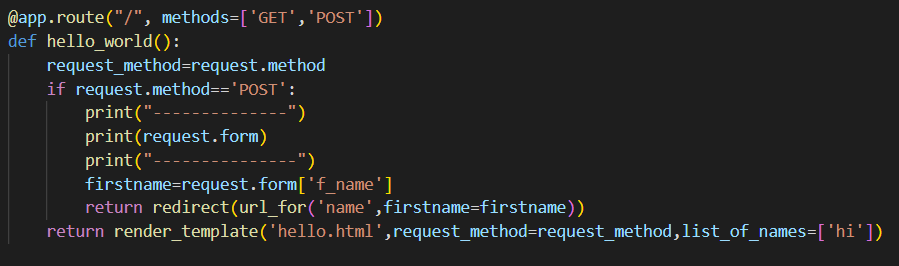 @app.route("/", methods=['GET','POST'])
def hello_world():
    request_method=request.method
    if request.method=='POST':
        print("--------------")
        print(request.form)
        print("---------------")
        firstname=request.form['f_name']
        return redirect(url_for('name',firstname=firstname))
    return render_template('hello.html',request_method=request_method,list_of_names=['hi'])